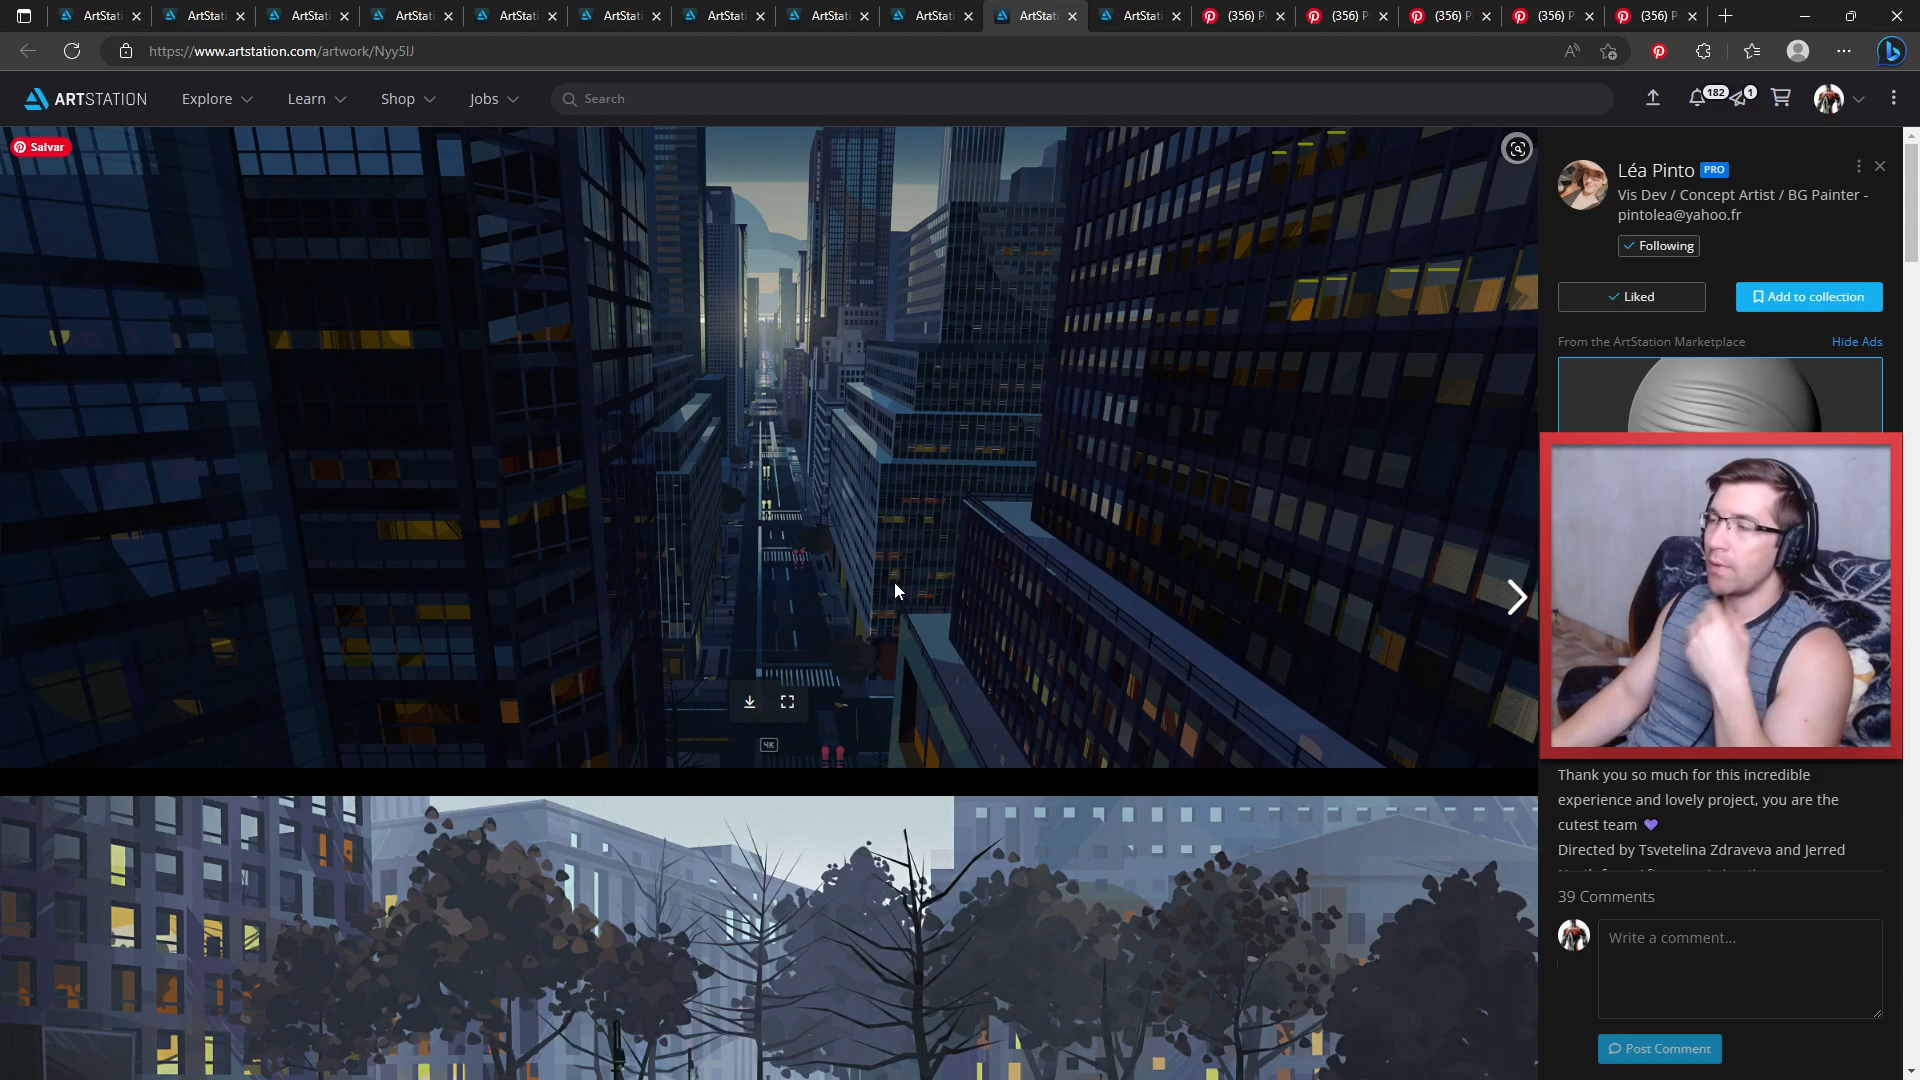 ArtStati ArtStati ArtStati ArtStati ArtStati ArtStati ArtStati ArtStati ArtStati ArtStati ArtStati (356) P (356) P (356) P (356) P (356) P
https://www.artstation.com/artwork/Nyy5lJ
ARTSTATION Explore Learn Shop Jobs Search 182 1
Salvar
Léa Pinto PRO
Vis Dev / Concept Artist / BG Painter -
pintolea@yahoo.fr
Following
Liked Add to collection
From the ArtStation Marketplace Hide Ads
4K
Thank you so much for this incredible
experience and lovely project, you are the
cutest team 💜
Directed by Tsvetelina Zdraveva and Jerred
39 Comments
Write a comment...
Post Comment